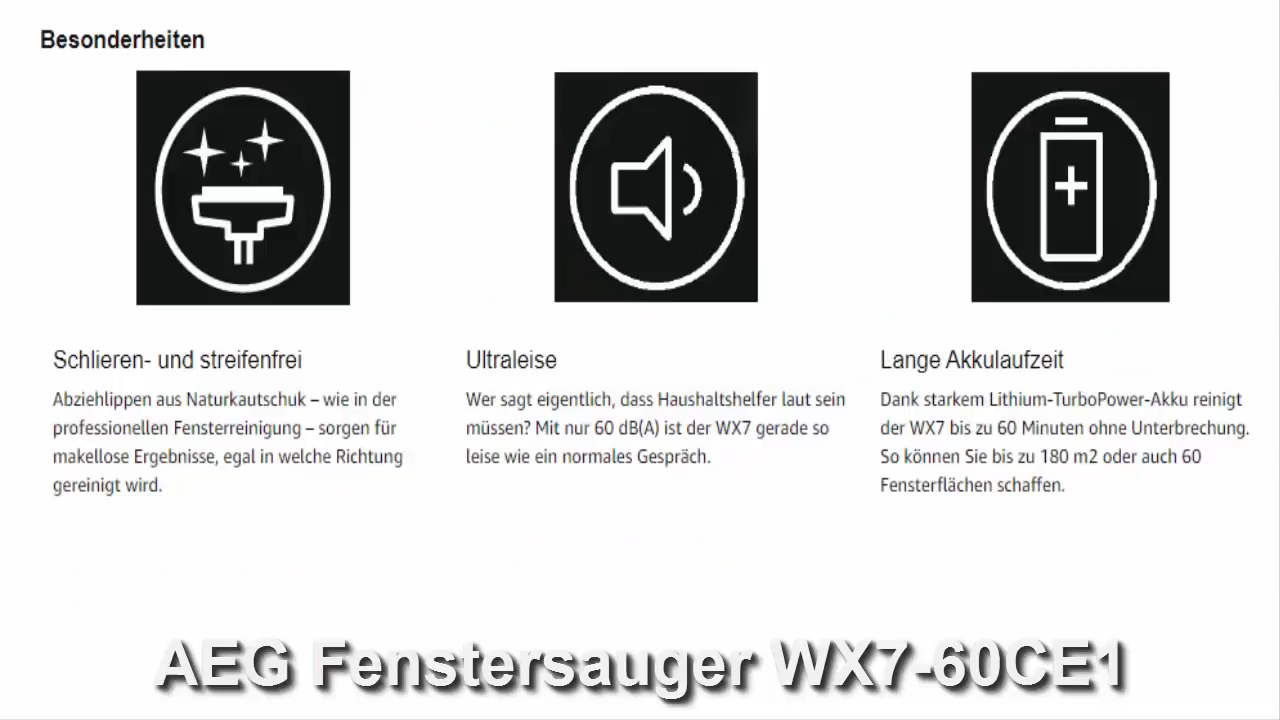 Besonderheiten
Schlieren- und streifenfrei
Abziehlippen aus Naturkautschuk – wie in der
professionellen Fensterreinigung – sorgen für
makellose Ergebnisse, egal in welche Richtung
gereinigt wird.
Ultraleise
Wer sagt eigentlich, dass Haushaltshelfer laut sein
müssen? Mit nur 60 dB(A) ist der WX7 gerade so
leise wie ein normales Gespräch.
Lange Akkulaufzeit
Dank starkem Lithium-TurboPower-Akku reinigt
der WX7 bis zu 60 Minuten ohne Unterbrechung.
So können Sie bis zu 180 m2 oder auch 60
Fensterflächen schaffen.
AEG Fenstersauger WX7-60CE1